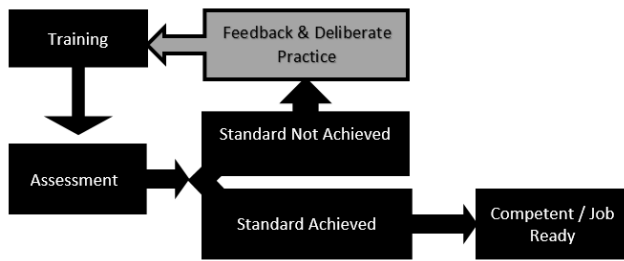 Training
Feedback & Deliberate
Practice
Standard Not Achieved
Assessment
Standard Achieved
Competent / Job
Ready